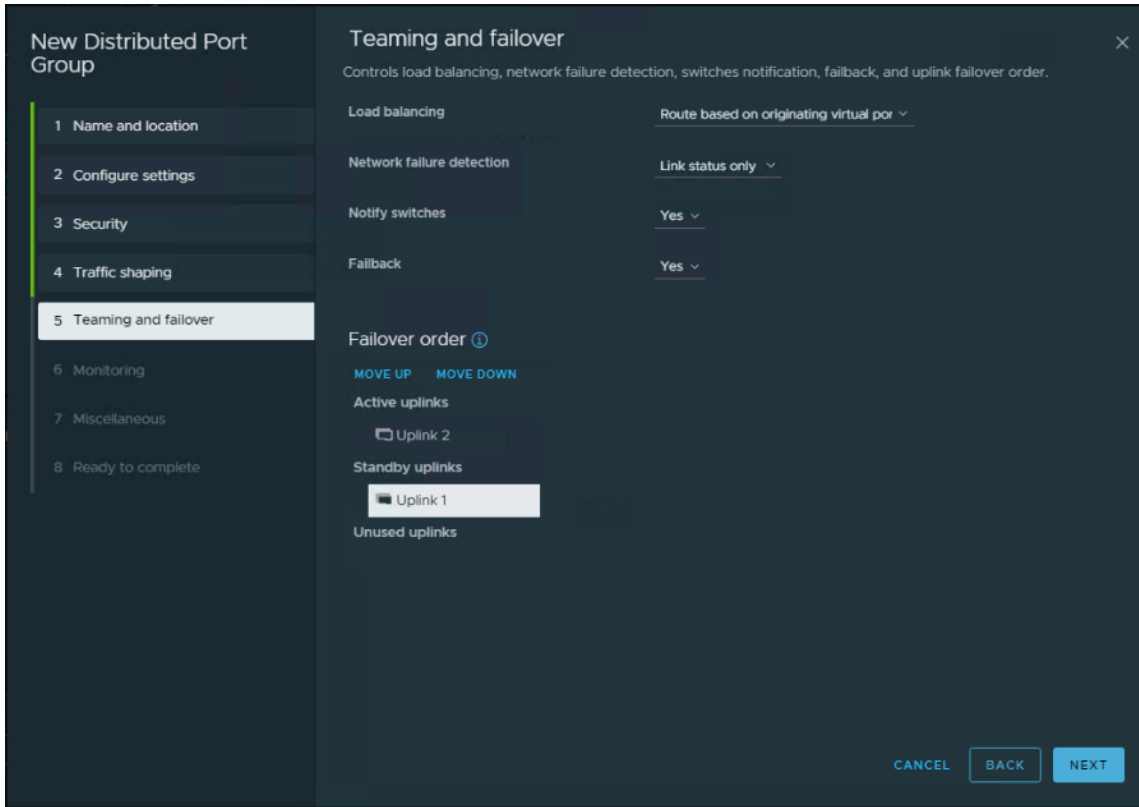 New Distributed Port
Group
1 Name and location
2 Configure settings
3 Security
4 Traffic shaping
5 Teaming and failover
6 Monitoring
7 Miscellaneous
8 Ready to complete
Teaming and failover
Controls load balancing, network failure detection, switches notification, failback, and uplink failover order.
Load balancing Route based on originating virtual por
Network failure detection Link status only
Notify switches Yes
Failback Yes
Failover order
MOVE UP MOVE DOWN
Active uplinks
Uplink 2
Standby uplinks
Uplink 1
Unused uplinks
CANCEL BACK NEXT